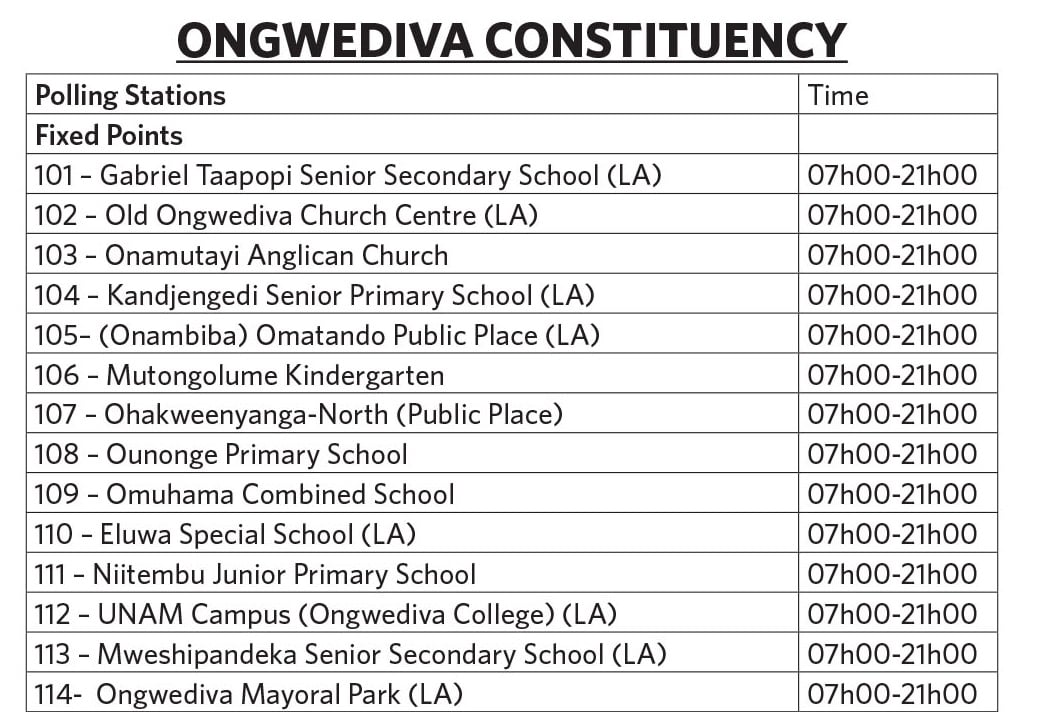 ONGWEDIVA CONSTITUENCY
Polling Stations Time
Fixed Points
101 – Gabriel Taapopi Senior Secondary School (LA) 07h00-21h00
102 – Old Ongwediva Church Centre (LA) 07h00-21h00
103 – Onamutayi Anglican Church 07h00-21h00
104 – Kandjengedi Senior Primary School (LA) 07h00-21h00
105– (Onambiba) Omatando Public Place (LA) 07h00-21h00
106 – Mutongolume Kindergarten 07h00-21h00
107 – Ohakweenyanga-North (Public Place) 07h00-21h00
108 – Ounonge Primary School 07h00-21h00
109 – Omuhama Combined School 07h00-21h00
110 – Eluwa Special School (LA) 07h00-21h00
111 – Niitembu Junior Primary School 07h00-21h00
112 – UNAM Campus (Ongwediva College) (LA) 07h00-21h00
113 – Mweshipandeka Senior Secondary School (LA) 07h00-21h00
114-  Ongwediva Mayoral Park (LA) 07h00-21h00